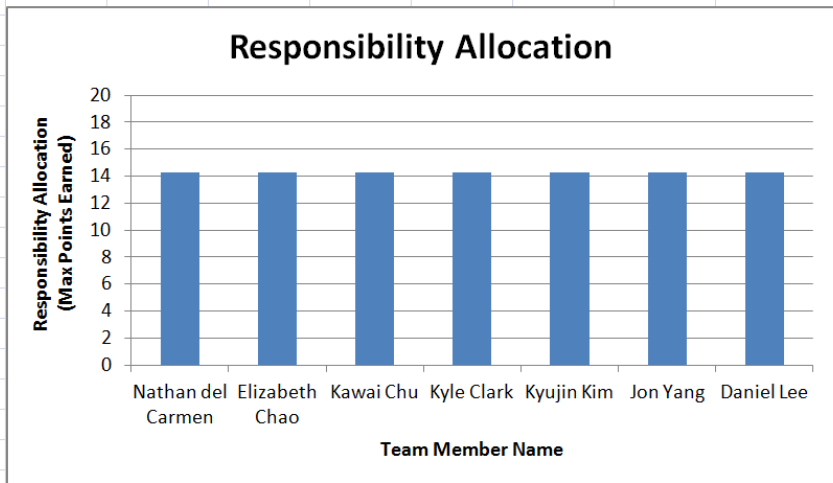 Responsibility Allocation
Responsibility Allocation
(Max Points Earned)
20
18
16
14
12
10
8
6
4
2
0
Nathan del Carmen
Elizabeth Chao
Kawai Chu
Kyle Clark
Kyujin Kim
Jon Yang
Daniel Lee
Team Member Name